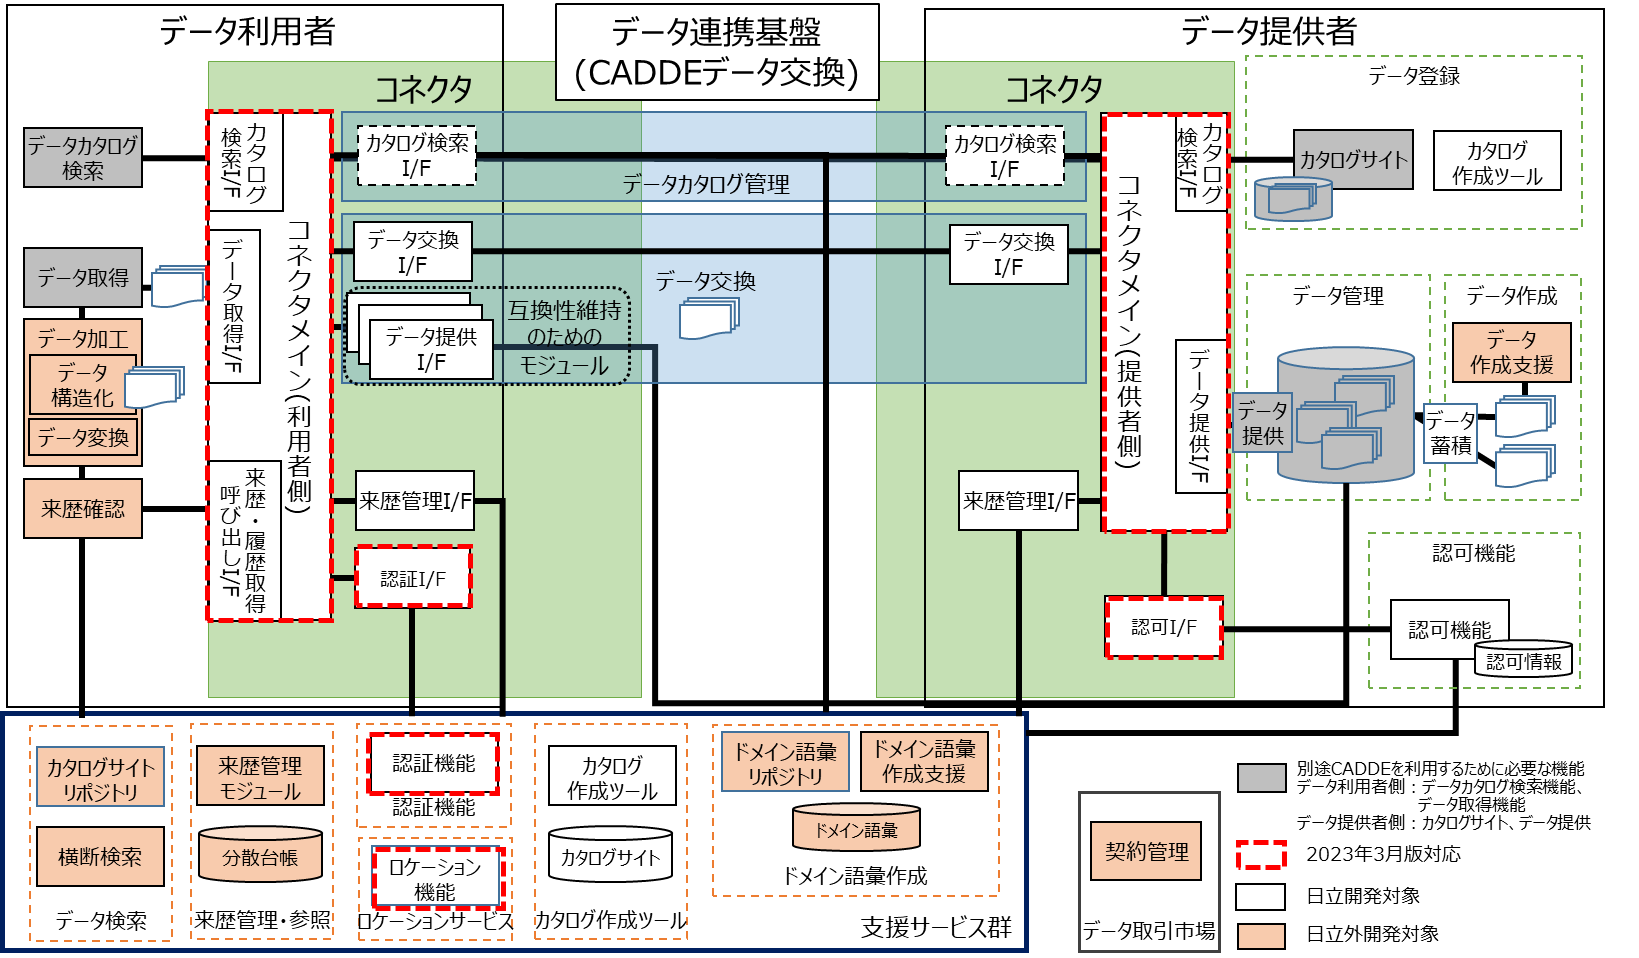 データ利用者
データ連携基盤
(CADDEデータ交換)
データ提供者
コネクタ
コネクタ
データカタログ
検索
データ取得
データ加工
データ
構造化
データ変換
来歴確認
カタログ
検索I/F
データ取得I/F
コネクタメイン(利用者側)
来歴・履歴取得
呼び出しI/F
カタログ検索
I/F
データ交換
I/F
データ提供
I/F
互換性維持
のための
モジュール
来歴管理I/F
認証I/F
データカタログ管理
データ交換
カタログ検索
I/F
データ交換
I/F
来歴管理I/F
カタログ
検索I/F
コネクタメイン(提供者側)
データ提供I/F
認可I/F
データ登録
カタログサイト
カタログ
作成ツール
データ管理
データ
提供
データ
蓄積
データ作成
データ
作成支援
認可機能
認可機能
認可情報
カタログサイト
リポジトリ
横断検索
データ検索
来歴管理
モジュール
分散台帳
来歴管理・参照
認証機能
認証機能
ロケーション
機能
ロケーションサービス
カタログ
作成ツール
カタログサイト
カタログ作成ツール
ドメイン語彙
リポジトリ
ドメイン語彙
作成支援
ドメイン語彙
ドメイン語彙作成
支援サービス群
契約管理
データ取引市場
別途CADDEを利用するために必要な機能
データ利用者側：データカタログ検索機能、
データ取得機能
データ提供者側：カタログサイト、データ提供
2023年3月版対応
日立開発対象
日立外開発対象